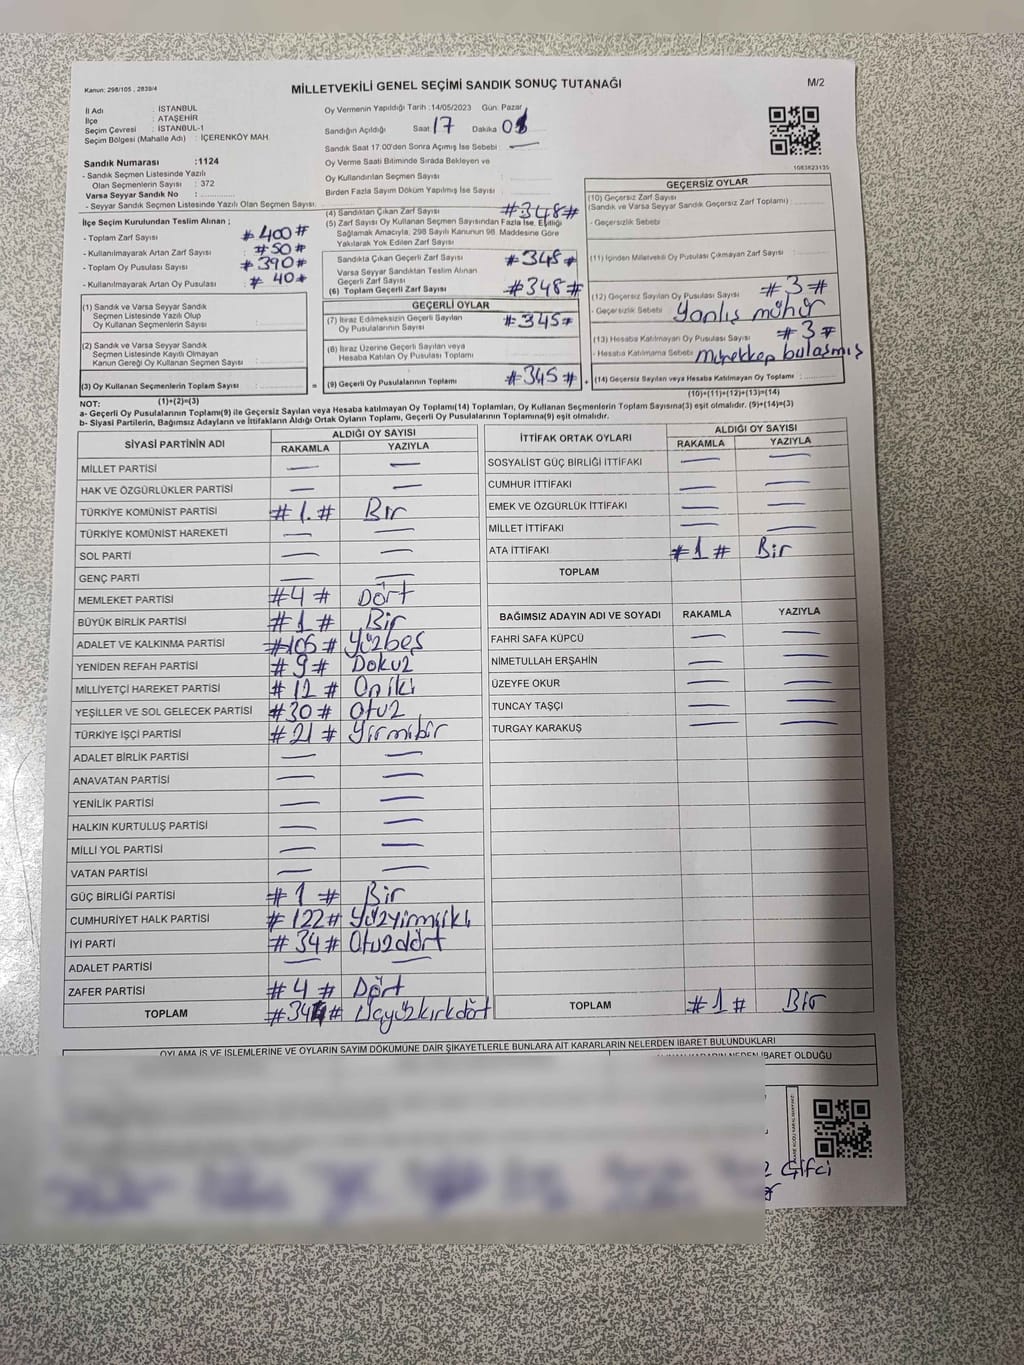 Kanun: 298/105 , 2839/4
MİLLETVEKİLİ GENEL SEÇİMİ SANDIK SONUÇ TUTANAĞI
M/2
İl Adı : İSTANBUL
İlçe : ATAŞEHİR
Seçim Çevresi : İSTANBUL-1
Seçim Bölgesi (Mahalle Adı) : İÇERENKÖY MAH.
Oy Vermenin Yapıldığı Tarih :14/05/2023 Gün: Pazar
Sandığın Açıldığı Saat: 17 Dakika
Sandık Saat 17.00'den Sonra Açımış İse Sebebi : —
Oy Verme Saati Bitiminde Sırada Bekleyen ve
Oy Kullandırılan Seçmen Sayısı
Birden Fazla Sayım Döküm Yapılmış İse Sayısı :
1083823135
Sandık Numarası :1124
- Sandık Seçmen Listesinde Yazılı
Olan Seçmenlerin Sayısı : 372
Varsa Seyyar Sandık No :
- Seyyar Sandık Seçmen Listesinde Yazılı Olan Seçmen Sayısı:
İlçe Seçim Kurulundan Teslim Alınan ;
- Toplam Zarf Sayısı : #400#
- Kullanılmayarak Artan Zarf Sayısı : #50#
- Toplam Oy Pusulası Sayısı : #390#
- Kullanılmayarak Artan Oy Pusulası : # 40#
(1) Sandık ve Varsa Seyyar Sandık
Seçmen Listesinde Yazılı Olup
Oy Kullanan Seçmenlerin Sayısı :
(2) Sandık ve Varsa Seyyar Sandık
Seçmen Listesinde Kayıtlı Olmayan
Kanun Gereği Oy Kullanan Seçmen Sayısı :
(3) Oy Kullanan Seçmenlerin Toplam Sayısı :
(1)+(2)=(3)
(4) Sandıktan Çıkan Zarf Sayısı #348#
(5) Zarf Sayısı Oy Kullanan Seçmen Sayısından Fazla İse, Eşitliği
Sağlamak Amacıyla, 298 Sayılı Kanunun 98. Maddesine Göre
Yakılarak Yok Edilen Zarf Sayısı :
Sandıkta Çıkan Geçerli Zarf Sayısı : #348#
Varsa Seyyar Sandıktan Teslim Alınan
Geçerli Zarf Sayısı :
(6) Toplam Geçerli Zarf Sayısı #348#
GEÇERLİ OYLAR
(7) İtiraz Edilmeksizin Geçerli Sayılan
Oy Pusulalarının Sayısı : #345#
(8) İtiraz Üzerine Geçerli Sayılan veya
Hesaba Katılan Oy Pusulası Toplamı :
= (9) Geçerli Oy Pusulalarının Toplamı #345# +
GEÇERSİZ OYLAR
(10) Geçersiz Zarf Sayısı
(Sandık ve Varsa Seyyar Sandık Geçersiz Zarf Toplamı) :
- Geçersizlik Sebebi :
(11) İçinden Milletvekili Oy Pusulası Çıkmayan Zarf Sayısı :
(12) Geçersiz Sayılan Oy Pusulası Sayısı : #3#
- Geçersizlik Sebebi : Yanlış mühür
(13) Hesaba Katılmayan Oy Pusulası Sayısı : #3#
- Hesaba Katılmama Sebebi : Mürekkep bulaşmış
(14) Geçersiz Sayılan veya Hesaba Katılmayan Oy Toplamı :
(10)+(11)+(12)+(13)=(14)
NOT:
a- Geçerli Oy Pusulalarının Toplamı(9) ile Geçersiz Sayılan veya Hesaba katılmayan Oy Toplamı(14) Toplamları, Oy Kullanan Seçmenlerin Toplam Sayısına(3) eşit olmalıdır. (9)+(14)=(3)
b- Siyasi Partilerin, Bağımsız Adayların ve İttifakların Aldığı Oyların Toplamı, Geçerli Oy Pusulalarının Toplamına(9) eşit olmalıdır.
SİYASİ PARTİNİN ADI ALDIĞI OY SAYISI
RAKAMLA YAZIYLA
MİLLET PARTİSİ — —
HAK VE ÖZGÜRLÜKLER PARTİSİ — —
TÜRKİYE KOMÜNİST PARTİSİ #1.# Bir
TÜRKİYE KOMÜNİST HAREKETİ — —
SOL PARTİ — —
GENÇ PARTİ — —
MEMLEKET PARTİSİ #4# Dört
BÜYÜK BİRLİK PARTİSİ #1# Bir
ADALET VE KALKINMA PARTİSİ #105# Yüzbeş
YENİDEN REFAH PARTİSİ #9# Dokuz
MİLLİYETÇİ HAREKET PARTİSİ #12# Oniki
YEŞİLLER VE SOL GELECEK PARTİSİ #30# Otuz
TÜRKİYE İŞÇİ PARTİSİ #21# Yirmibir
ADALET BİRLİK PARTİSİ — —
ANAVATAN PARTİSİ — —
YENİLİK PARTİSİ — —
HALKIN KURTULUŞ PARTİSİ — —
MİLLİ YOL PARTİSİ — —
VATAN PARTİSİ — —
GÜÇ BİRLİĞİ PARTİSİ #1# Bir
CUMHURİYET HALK PARTİSİ #122# Yüzyirmiiki
İYİ PARTİ #34# Otuzdört
ADALET PARTİSİ — —
ZAFER PARTİSİ #4# Dört
TOPLAM #344# Üçyüzkırkdört
İTTİFAK ORTAK OYLARI ALDIĞI OY SAYISI
RAKAMLA YAZIYLA
SOSYALİST GÜÇ BİRLİĞİ İTTİFAKI — —
CUMHUR İTTİFAKI — —
EMEK VE ÖZGÜRLÜK İTTİFAKI — —
MİLLET İTTİFAKI — —
ATA İTTİFAKI #1# Bir
TOPLAM
BAĞIMSIZ ADAYIN ADI VE SOYADI RAKAMLA YAZIYLA
FAHRİ SAFA KÜPCÜ — —
NİMETULLAH ERŞAHİN — —
ÜZEYFE OKUR — —
TUNCAY TAŞÇI — —
TURGAY KARAKUŞ — —
TOPLAM #1# Bir
OYLAMA İŞ VE İŞLEMLERİNE VE OYLARIN SAYIM DÖKÜMÜNE DAİR ŞİKAYETLERLE BUNLARA AİT KARARLARIN NELERDEN İBARET BULUNDUKLARI
KARARIN NEDEN İBARET OLDUĞU
Çifci